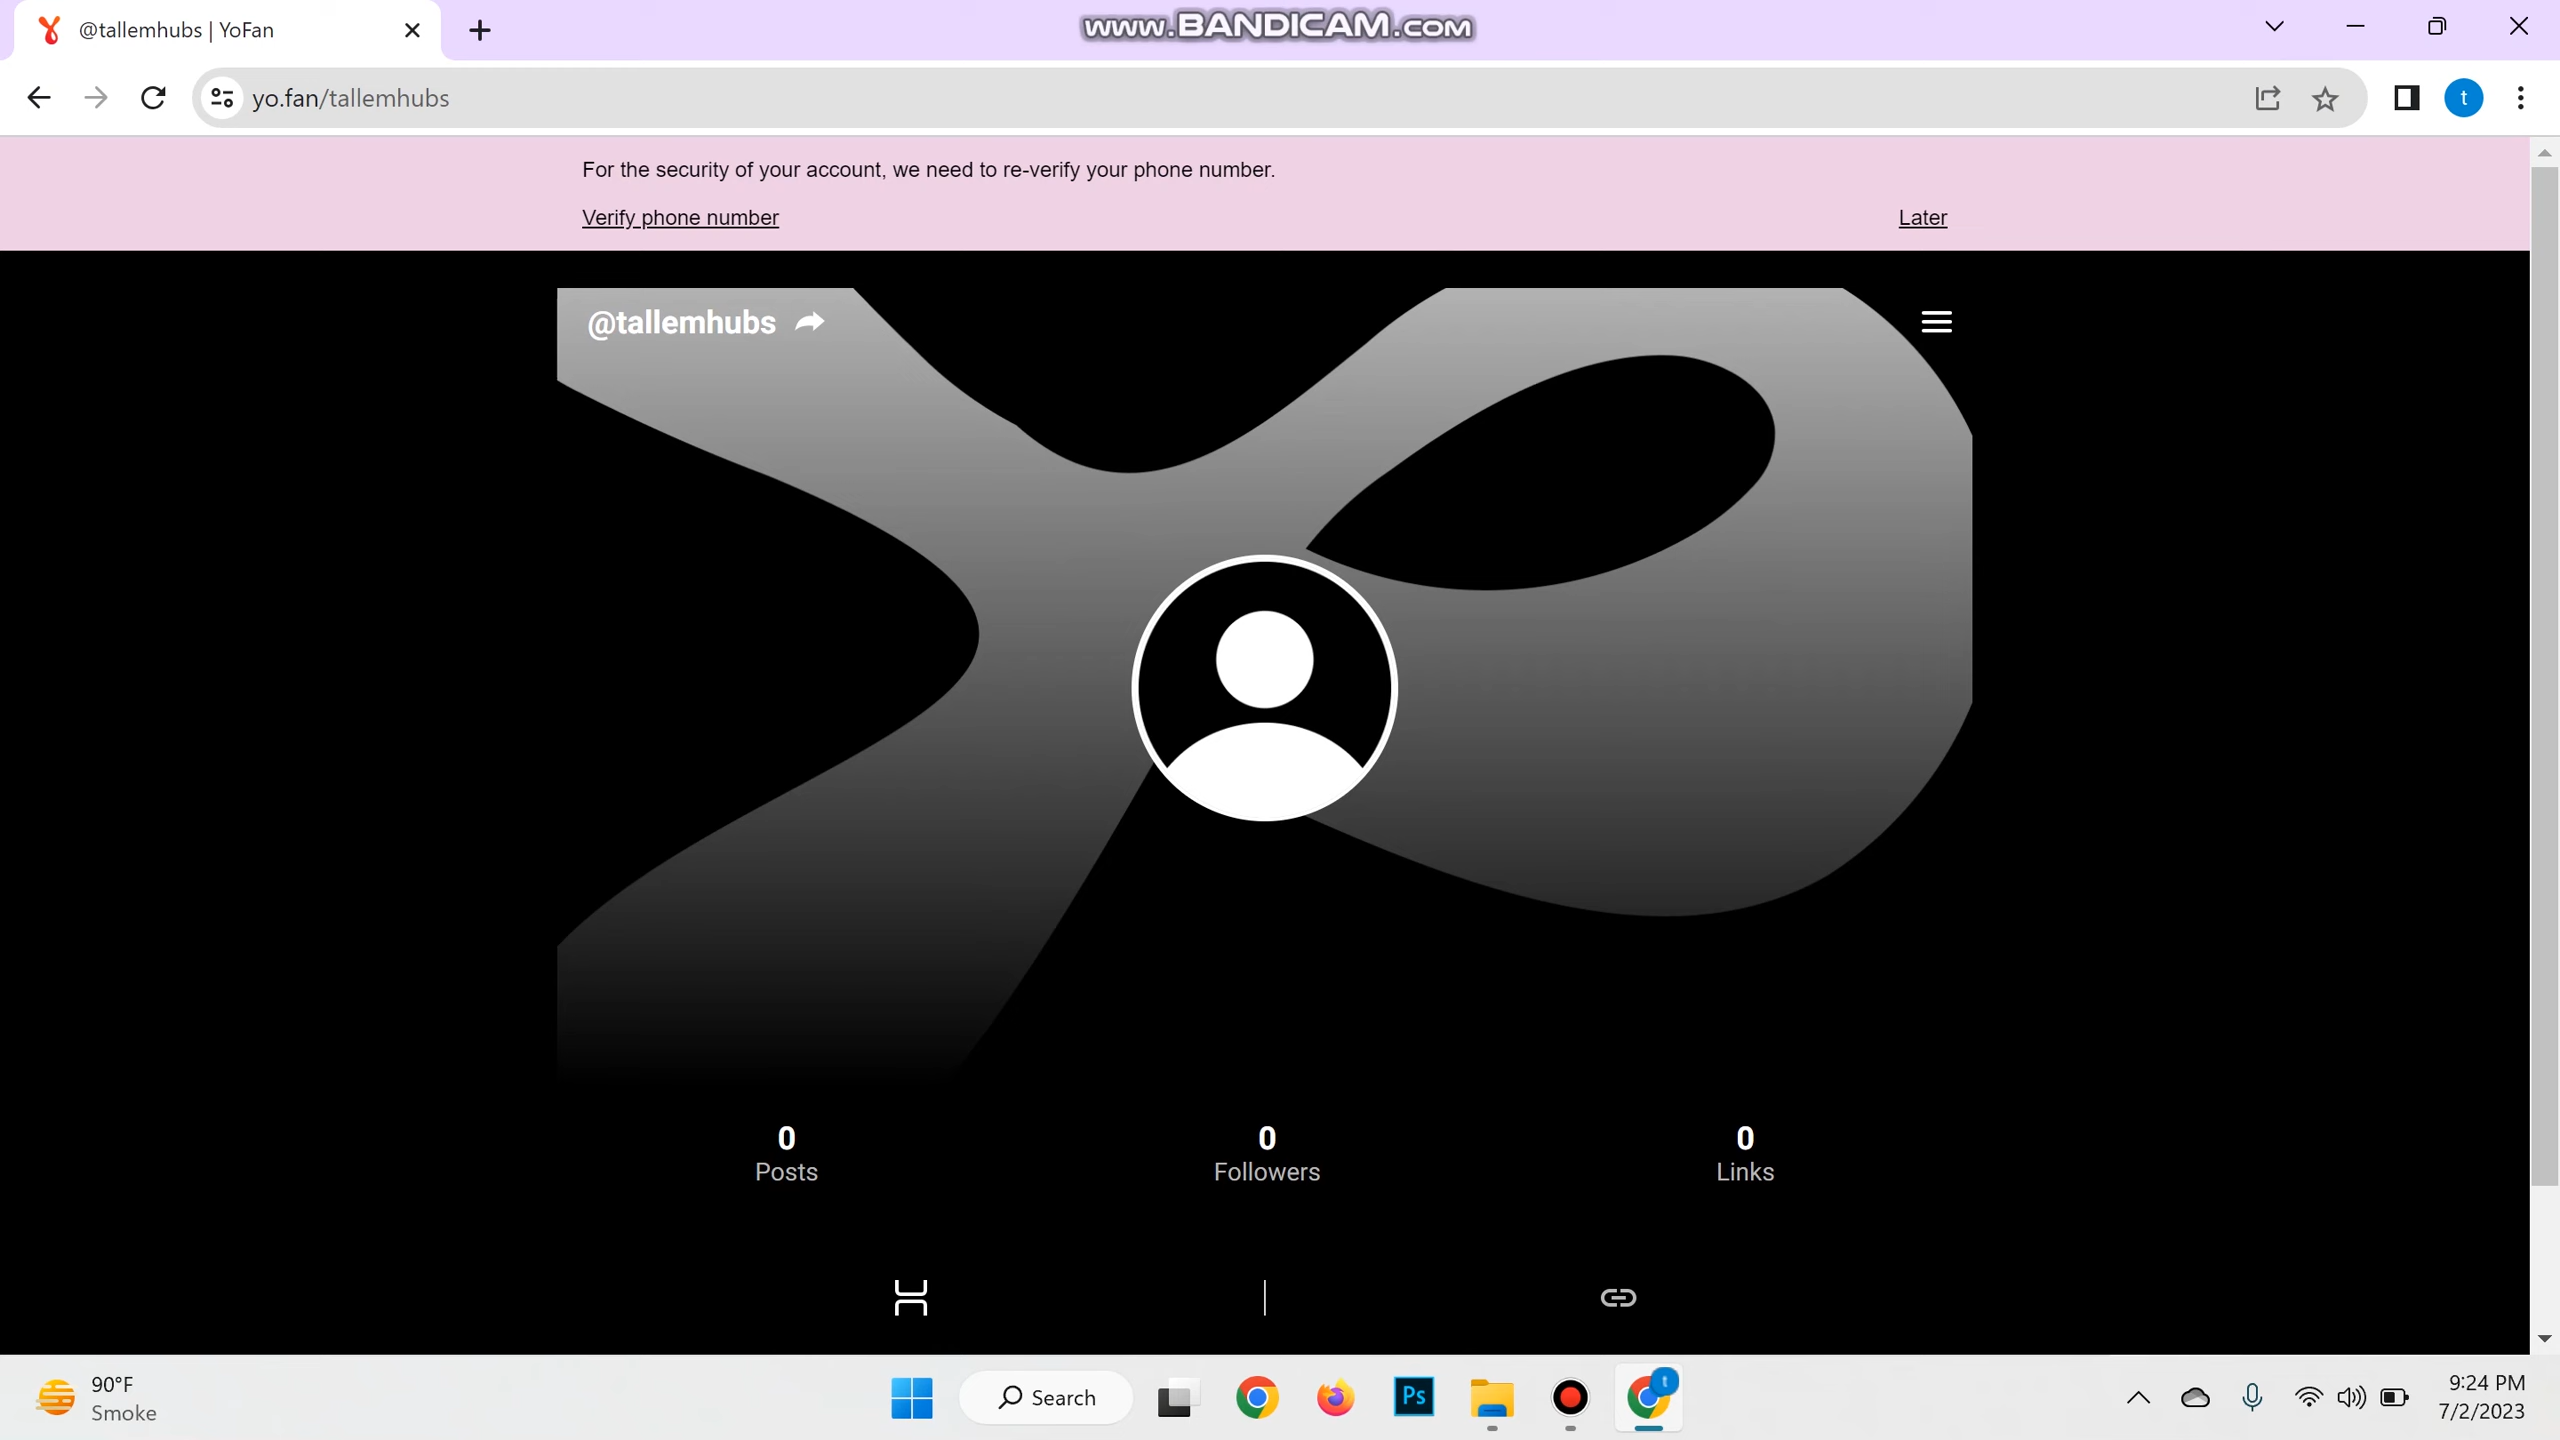 @tallemhubs | YoFan
www.BANDICAM.com
yo.fan/tallemhubs
t
For the security of your account, we need to re-verify your phone number.
Verify phone number
Later
@tallemhubs
0
Posts
0
Followers
0
Links
90°F
Smoke
Search
Ps
t
9:24 PM
7/2/2023